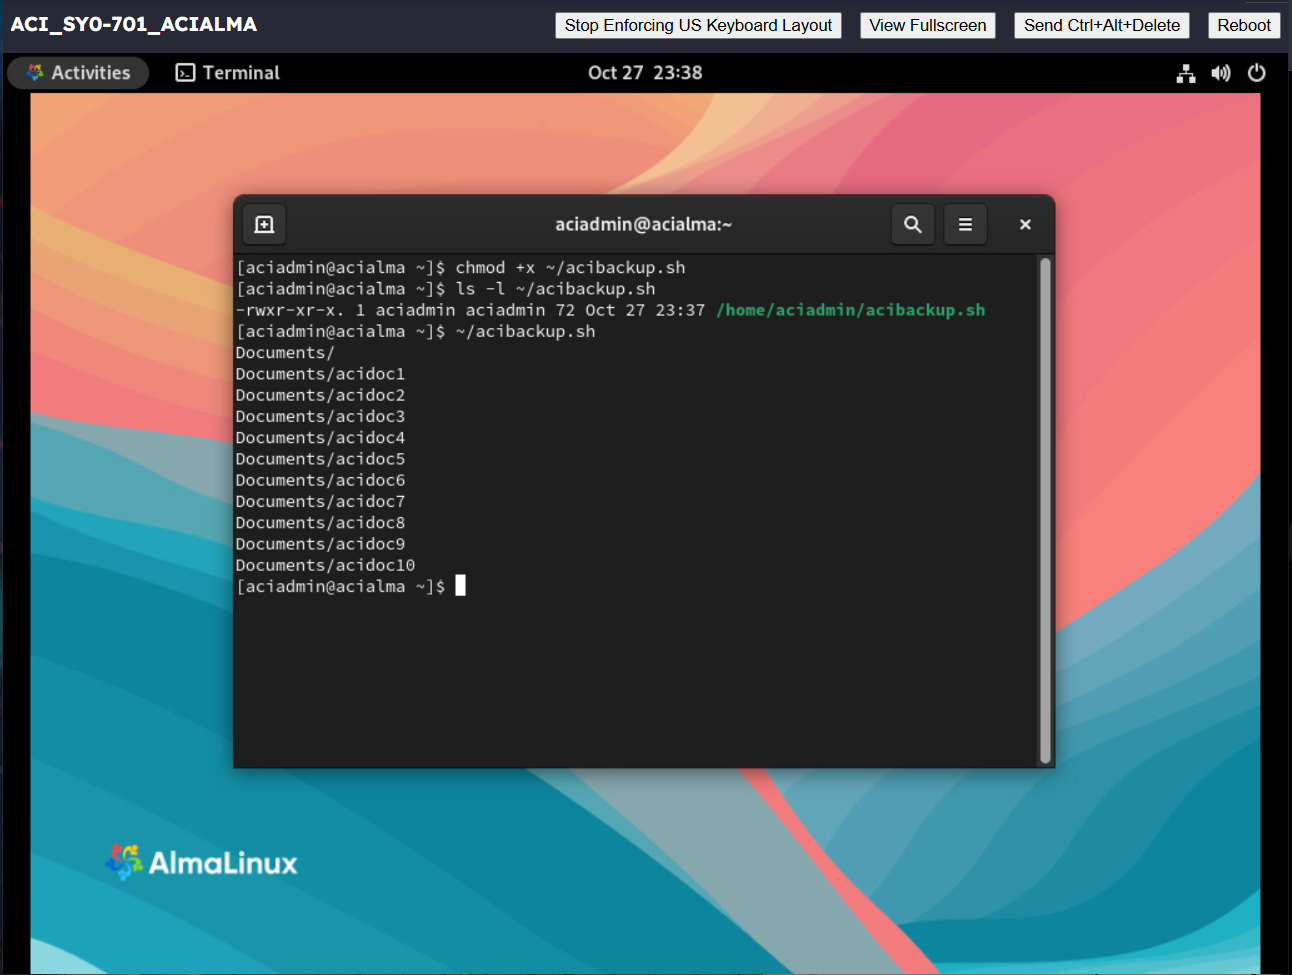 ACI_SY0-701_ACIALMA
Stop Enforcing US Keyboard Layout
View Fullscreen
Send Ctrl+Alt+Delete
Reboot
Activities
Terminal
Oct 27 23:38
aciadmin@acialma:~
[aciadmin@acialma ~]$ chmod +x ~/acibackup.sh
[aciadmin@acialma ~]$ ls -l ~/acibackup.sh
-rwxr-xr-x. 1 aciadmin aciadmin 72 Oct 27 23:37 /home/aciadmin/acibackup.sh
[aciadmin@acialma ~]$ ~/acibackup.sh
Documents/
Documents/acidoc1
Documents/acidoc2
Documents/acidoc3
Documents/acidoc4
Documents/acidoc5
Documents/acidoc6
Documents/acidoc7
Documents/acidoc8
Documents/acidoc9
Documents/acidoc10
[aciadmin@acialma ~]$
AlmaLinux